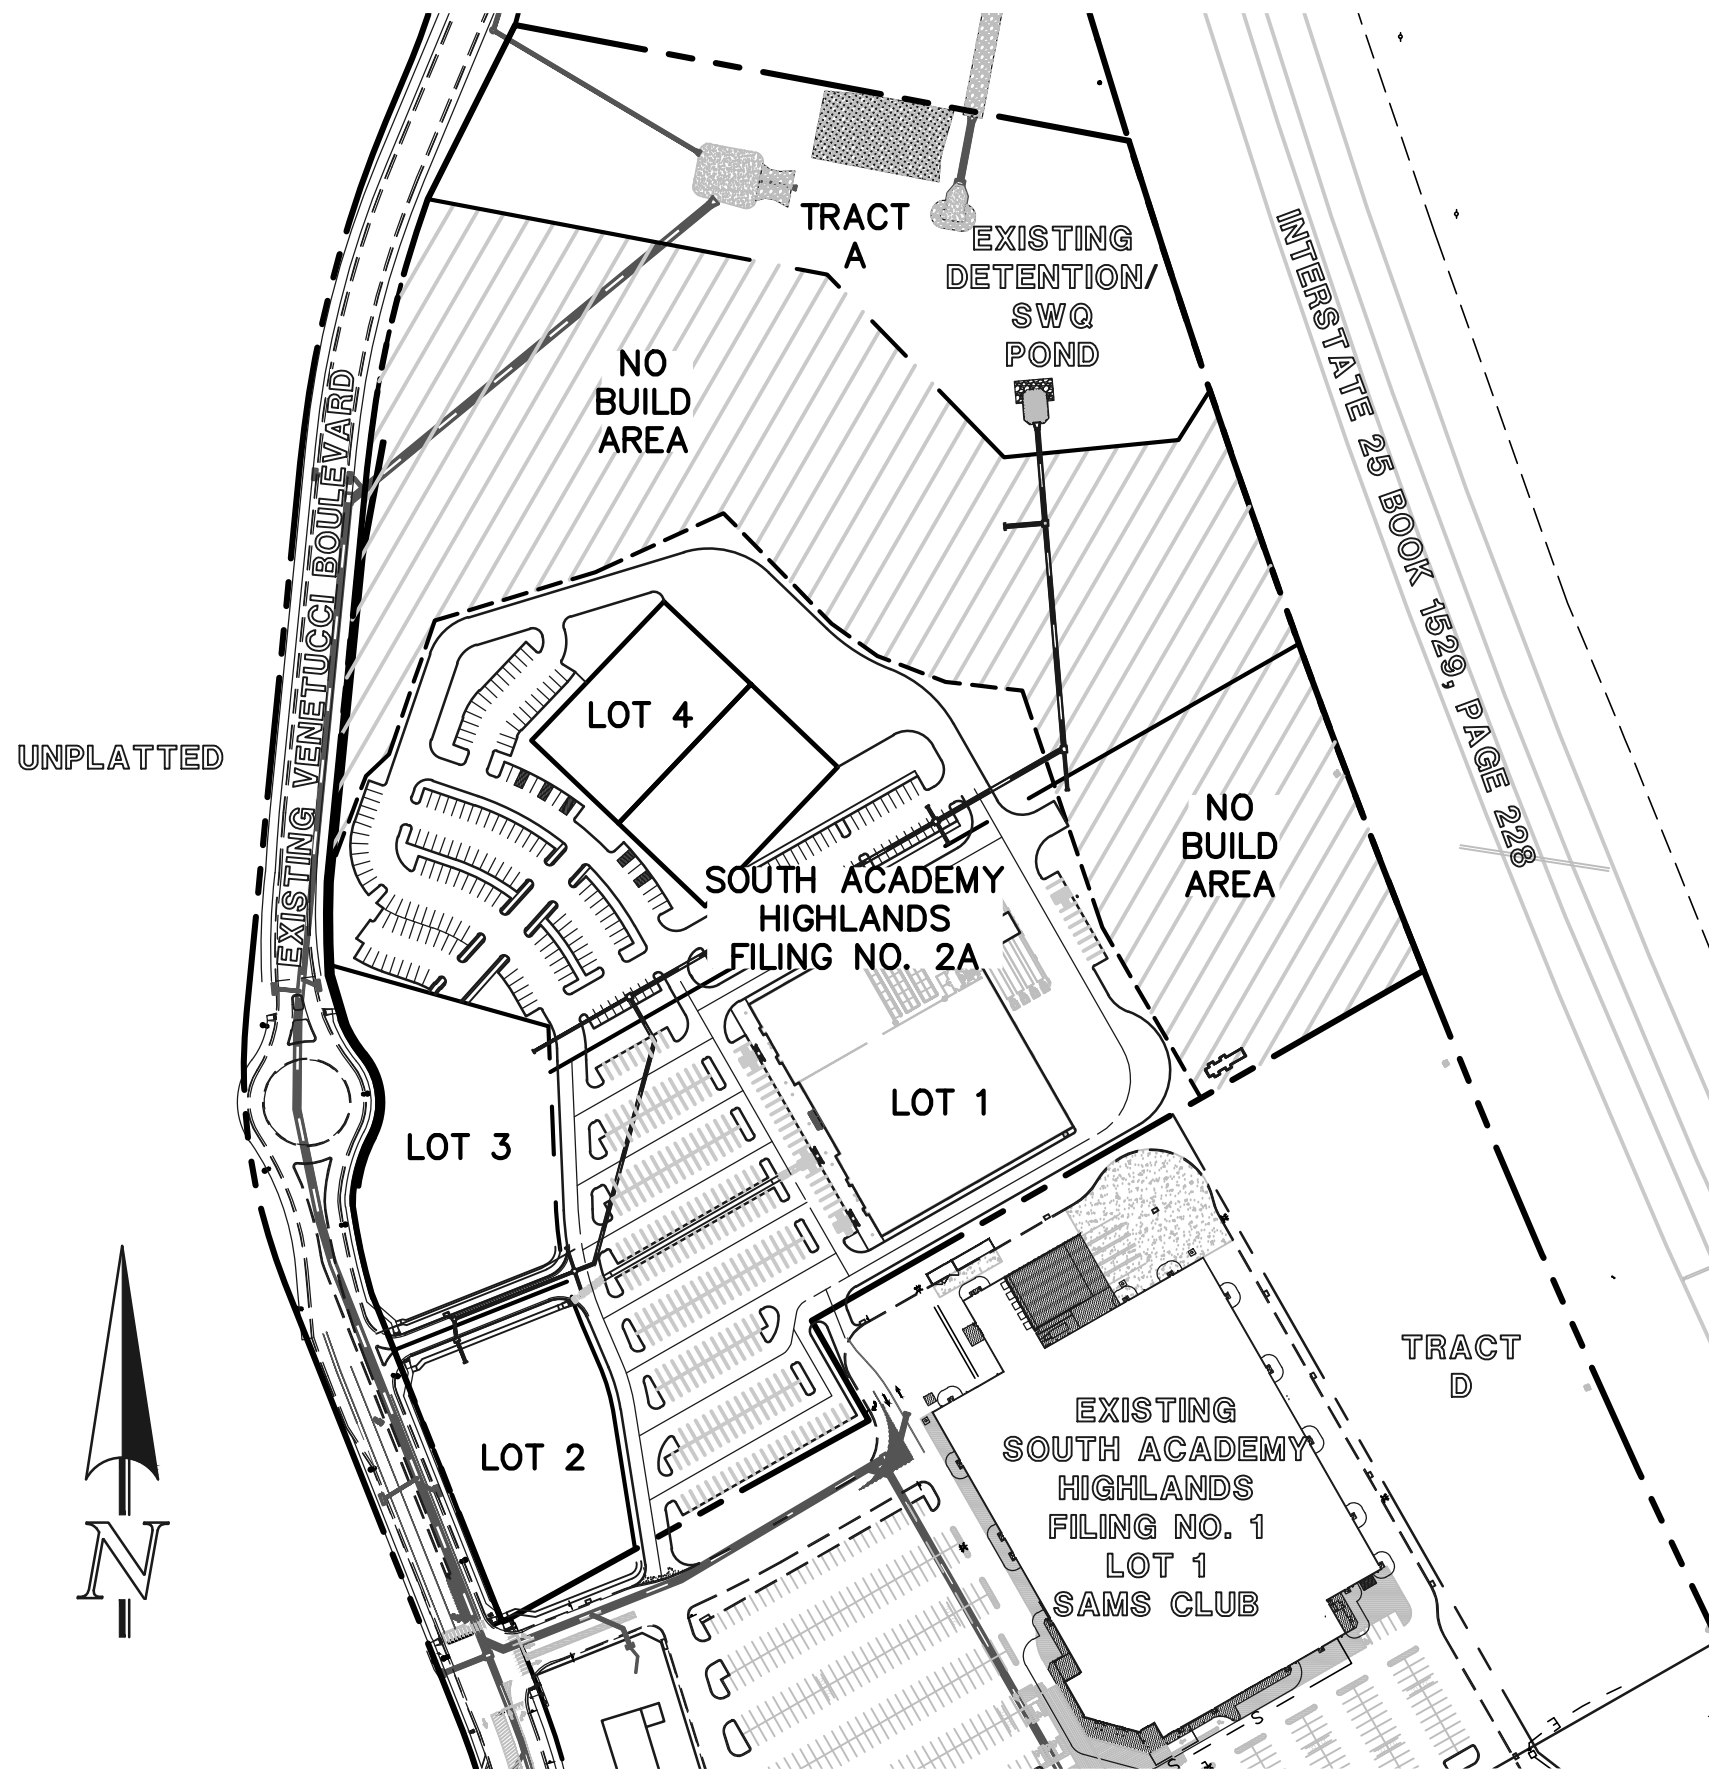 TRACT
A
EXISTING
DETENTION/
SWQ
POND
NO
BUILD
AREA
INTERSTATE 25 BOOK 1529, PAGE 228
EXISTING VENETUCCI BOULEVARD
UNPLATTED
LOT 4
NO
BUILD
AREA
SOUTH ACADEMY
HIGHLANDS
FILING NO. 2A
LOT 1
LOT 3
TRACT
D
EXISTING
SOUTH ACADEMY
HIGHLANDS
FILING NO. 1
LOT 1
SAMS CLUB
LOT 2
N
S
E
S